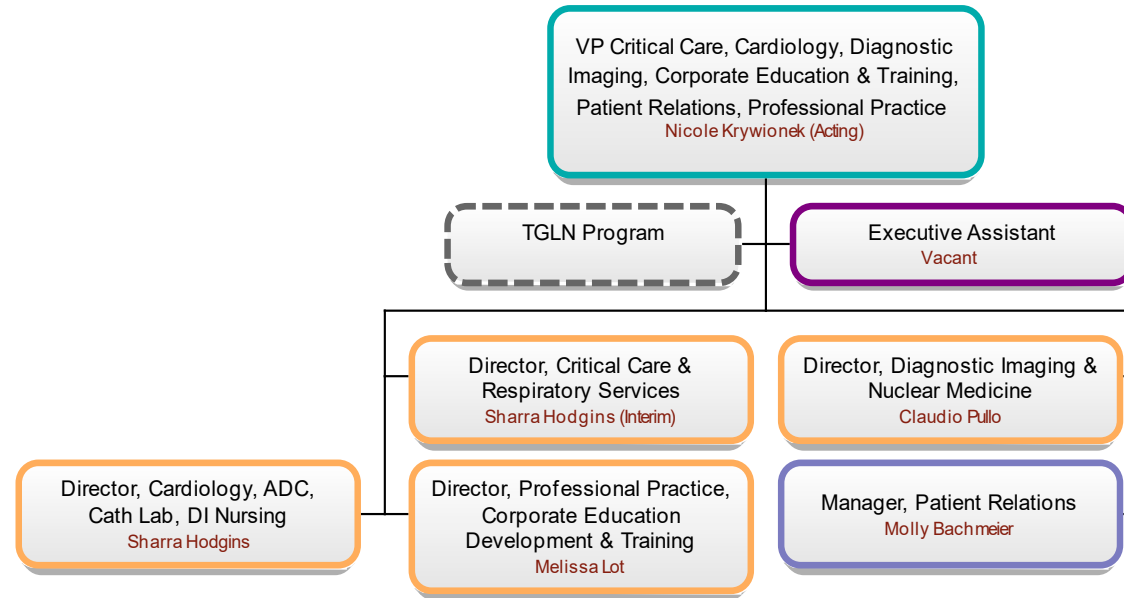 VP Critical Care, Cardiology, Diagnostic
Imaging, Corporate Education & Training,
Patient Relations, Professional Practice
Nicole Krywionek (Acting)
TGLN Program
Executive Assistant
Vacant
Director, Critical Care &
Respiratory Services
Sharra Hodgins (Interim)
Director, Diagnostic Imaging &
Nuclear Medicine
Claudio Pullo
Director, Cardiology, ADC,
Cath Lab, DI Nursing
Sharra Hodgins
Director, Professional Practice,
Corporate Education
Development & Training
Melissa Lot
Manager, Patient Relations
Molly Bachmeier